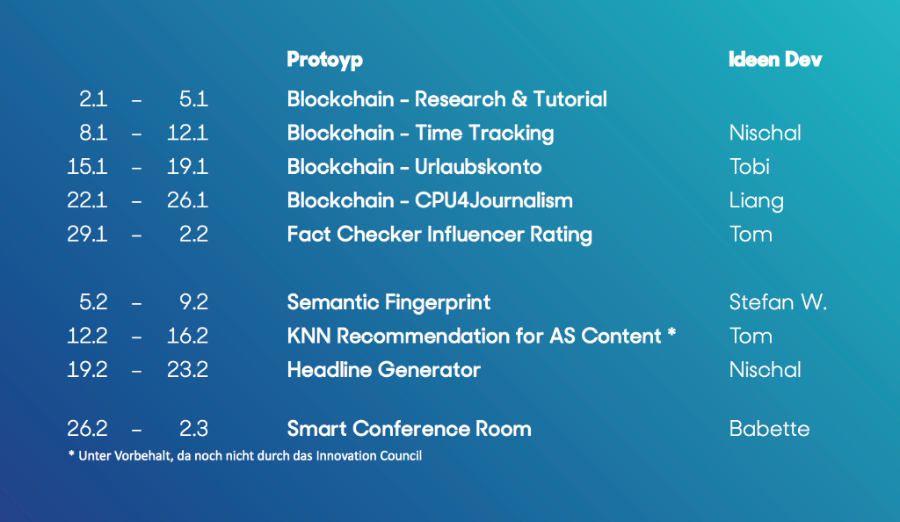 Protoyp Ideen Dev
2.1 – 5.1 Blockchain - Research & Tutorial
8.1 – 12.1 Blockchain - Time Tracking Nischal
15.1 – 19.1 Blockchain - Urlaubskonto Tobi
22.1 – 26.1 Blockchain - CPU4Journalism Liang
29.1 – 2.2 Fact Checker Influencer Rating Tom
5.2 – 9.2 Semantic Fingerprint Stefan W.
12.2 – 16.2 KNN Recommendation for AS Content *  Tom
19.2 – 23.2 Headline Generator Nischal
26.2 – 2.3 Smart Conference Room Babette
* Unter Vorbehalt, da noch nicht durch das Innovation Council